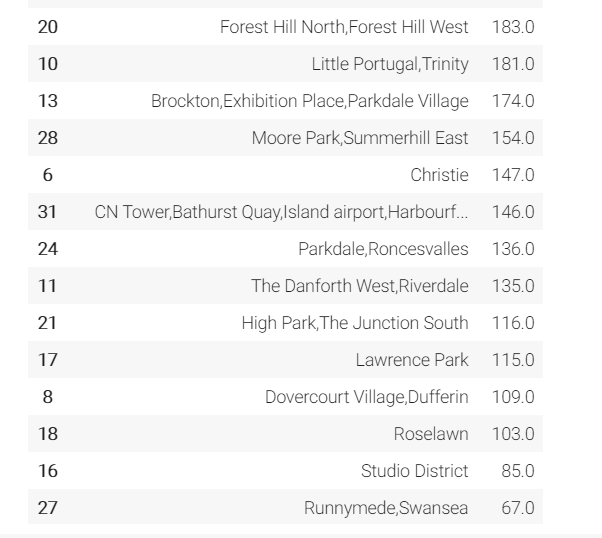 20 Forest Hill North,Forest Hill West 183.0
10 Little Portugal,Trinity 181.0
13 Brockton,Exhibition Place,Parkdale Village 174.0
28 Moore Park,Summerhill East 154.0
6 Christie 147.0
31 CN Tower,Bathurst Quay,Island airport,Harbourf... 146.0
24 Parkdale,Roncesvalles 136.0
11 The Danforth West,Riverdale 135.0
21 High Park,The Junction South 116.0
17 Lawrence Park 115.0
8 Dovercourt Village,Dufferin 109.0
18 Roselawn 103.0
16 Studio District 85.0
27 Runnymede,Swansea 67.0